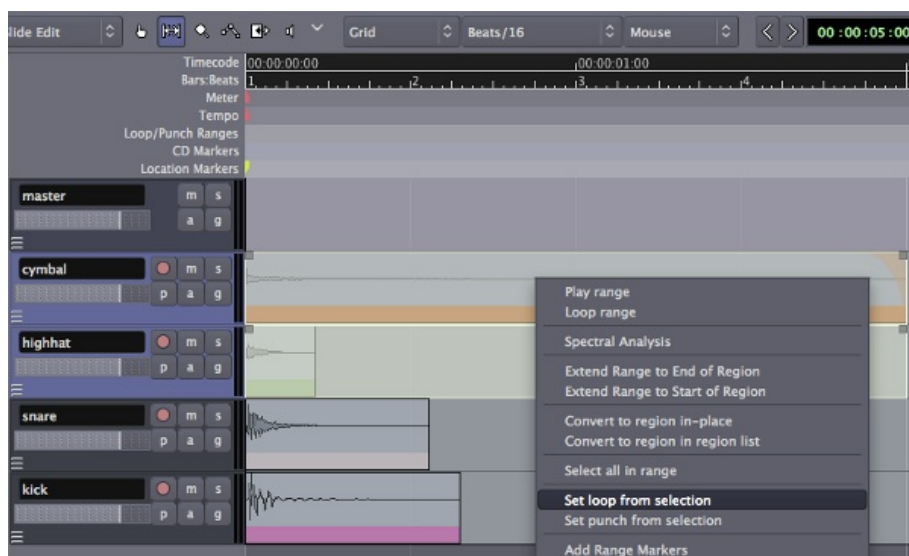 lide Edit Grid Beats/16 Mouse 00:00:05:00
Timecode 00:00:00:00 00:00:01:00
Bars:Beats 1 2 3 4
Meter
Tempo
Loop/Punch Ranges
CD Markers
Location Markers
master m s
a g
cymbal m s
p a g
highhat m s
p a g
snare m s
p a g
kick m s
p a g
Play range
Loop range
Spectral Analysis
Extend Range to End of Region
Extend Range to Start of Region
Convert to region in-place
Convert to region in region list
Select all in range
Set loop from selection
Set punch from selection
Add Range Markers